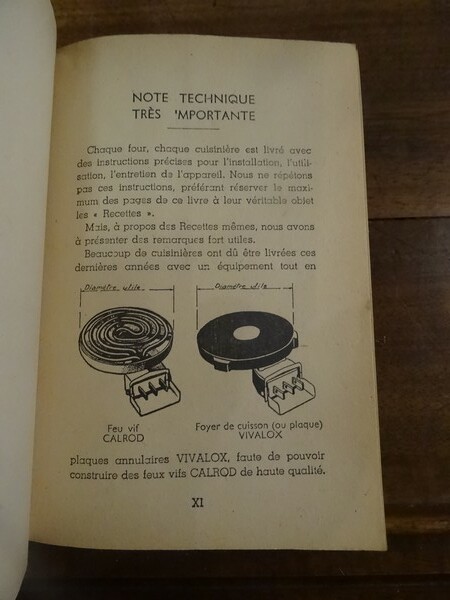 NOTE TECHNIQUE
TRÈS IMPORTANTE
Chaque four, chaque cuisinière est livré avec
des instructions précises pour l'installation, l'utili-
sation, l'entretien de l'appareil. Nous ne répétons
pas ces instructions, préférant réserver le maxi-
mum des pages de ce livre à leur véritable objet
les « Recettes ».
Mais, à propos des Recettes mêmes, nous avons
à présenter des remarques fort utiles.
Beaucoup de cuisinières ont dû être livrées ces
dernières années avec un équipement tout en
Diamètre utile
Diamètre utile
Feu vif
CALROD
Foyer de cuisson (ou plaque)
VIVALOX
plaques annulaires VIVALOX, faute de pouvoir
construire des feux vifs CALROD de haute qualité.
XI